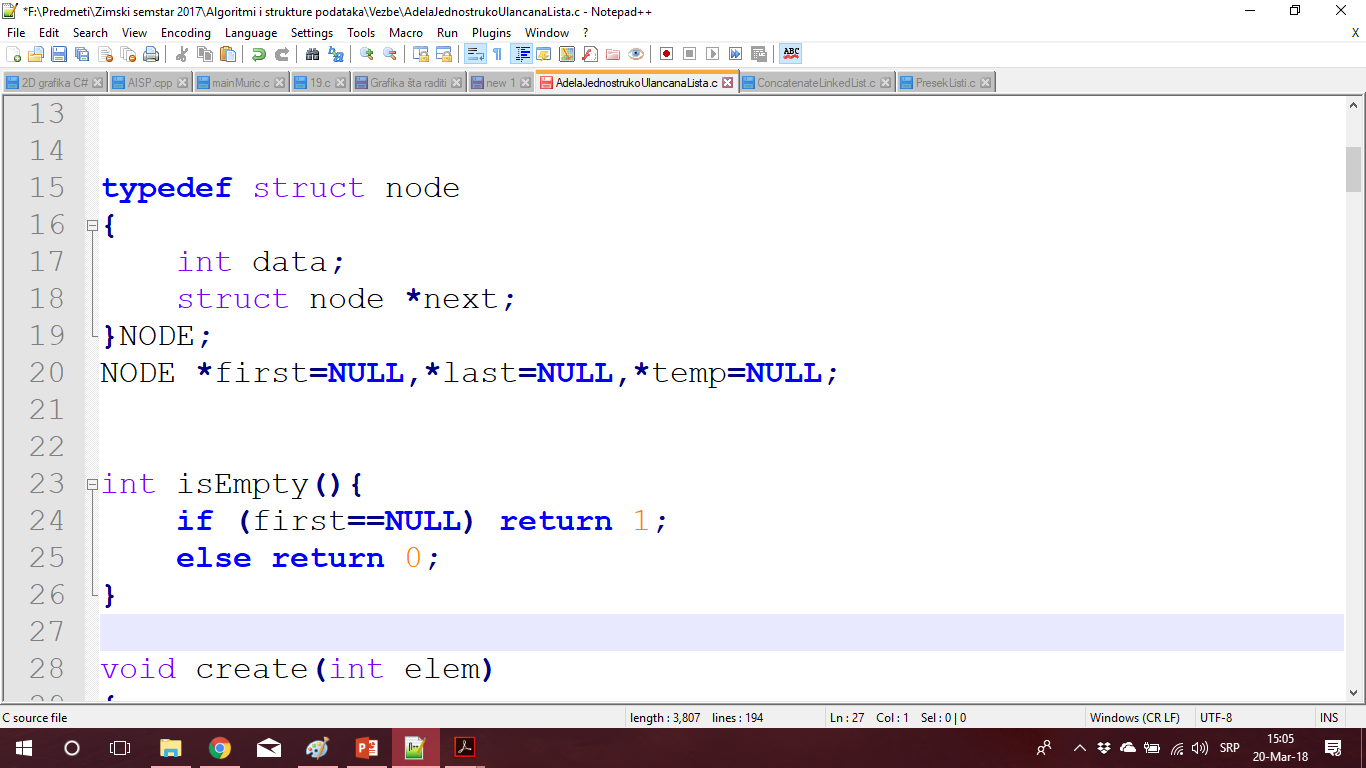 *F:\Predmeti\Zimski semstar 2017\Algoritmi i strukture podataka\Vezbe\AdelaJednostrukoUlancanaLista.c - Notepad++
File Edit Search View Encoding Language Settings Tools Macro Run Plugins Window ? X
2D grafika C# AISP.cpp mainMuric.c 19.c Grafika šta raditi new 1 AdelaJednostrukoUlancanaLista.c ConcatenateLinkedList.c PresekListi.c
13
14
15 typedef struct node
16 {
17 int data;
18 struct node *next;
19 }NODE;
20 NODE *first=NULL,*last=NULL,*temp=NULL;
21
22
23 int isEmpty(){
24 if (first==NULL) return 1;
25 else return 0;
26 }
27
28 void create(int elem)
C source file length : 3,807 lines : 194 Ln : 27 Col : 1 Sel : 0 | 0 Windows (CR LF) UTF-8 INS
SRP 15:05
20-Mar-18